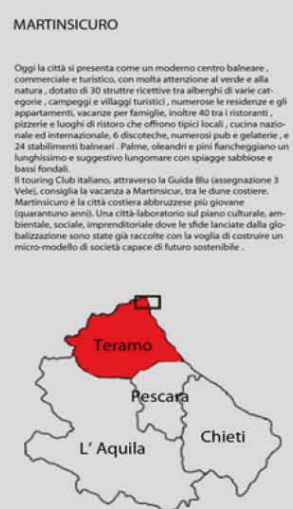 MARTINSICURO
Oggi la città si presenta come un moderno centro balneare ,
commerciale e turistico, con molta attenzione al verde e alla
natura , dotato di 30 struttre ricettive tra alberghi di varie cat-
egorie , campeggi e villaggi turistici , numerose le residenze e gli
appartamenti, vacanze per famiglie, inoltre 40 tra i ristoranti ,
pizzerie e luoghi di ristoro che offrono tipici locali , cucina nazio-
nale ed internazionale, 6 discoteche, numerosi pub e gelaterie , e
24 stabilimenti balneari . Palme, oleandri e pini fiancheggiano un
lunghissimo e suggestivo lungomare con spiagge sabbiose e
bassi fondali.
Il touring Club italiano, attraverso la Guida Blu (assegnazione 3
Vele), consiglia la vacanza a Martinsicur, tra le dune costiere.
Martinsicuro è la città costiera abbruzzese più giovane
(quarantuno anni). Una città-laboratorio sul piano culturale, am-
bientale, sociale, imprenditoriale dove le sfide lanciate dalla glo-
balizzazione sono state già raccolte con la voglia di costruire un
micro-modello di società capace di futuro sostenibile .
Teramo
Pescara
L' Aquila
Chieti